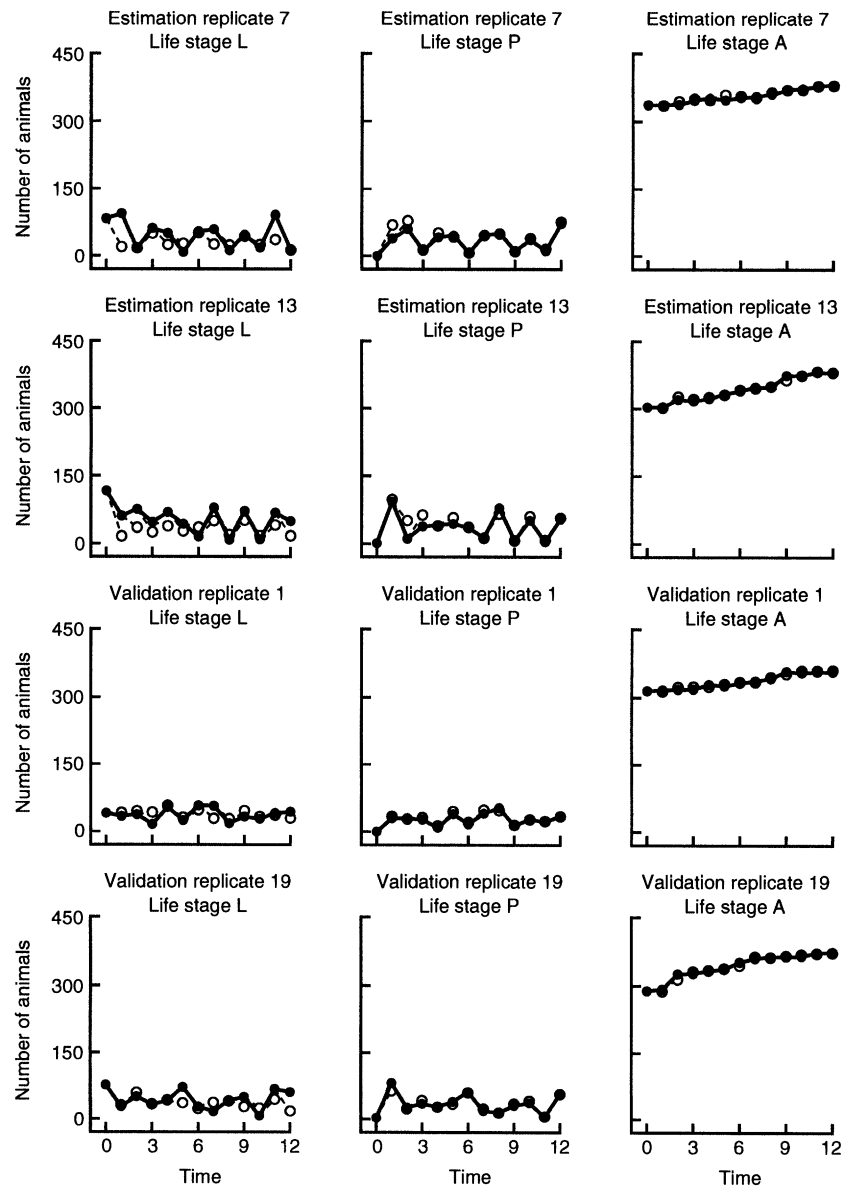 Estimation replicate 7
Life stage L
Estimation replicate 7
Life stage P
Estimation replicate 7
Life stage A
Number of animals
450
300
150
0
Estimation replicate 13
Life stage L
Estimation replicate 13
Life stage P
Estimation replicate 13
Life stage A
Number of animals
450
300
150
0
Validation replicate 1
Life stage L
Validation replicate 1
Life stage P
Validation replicate 1
Life stage A
Number of animals
450
300
150
0
Validation replicate 19
Life stage L
Validation replicate 19
Life stage P
Validation replicate 19
Life stage A
Number of animals
450
300
150
0
0 3 6 9 12
Time
0 3 6 9 12
Time
0 3 6 9 12
Time